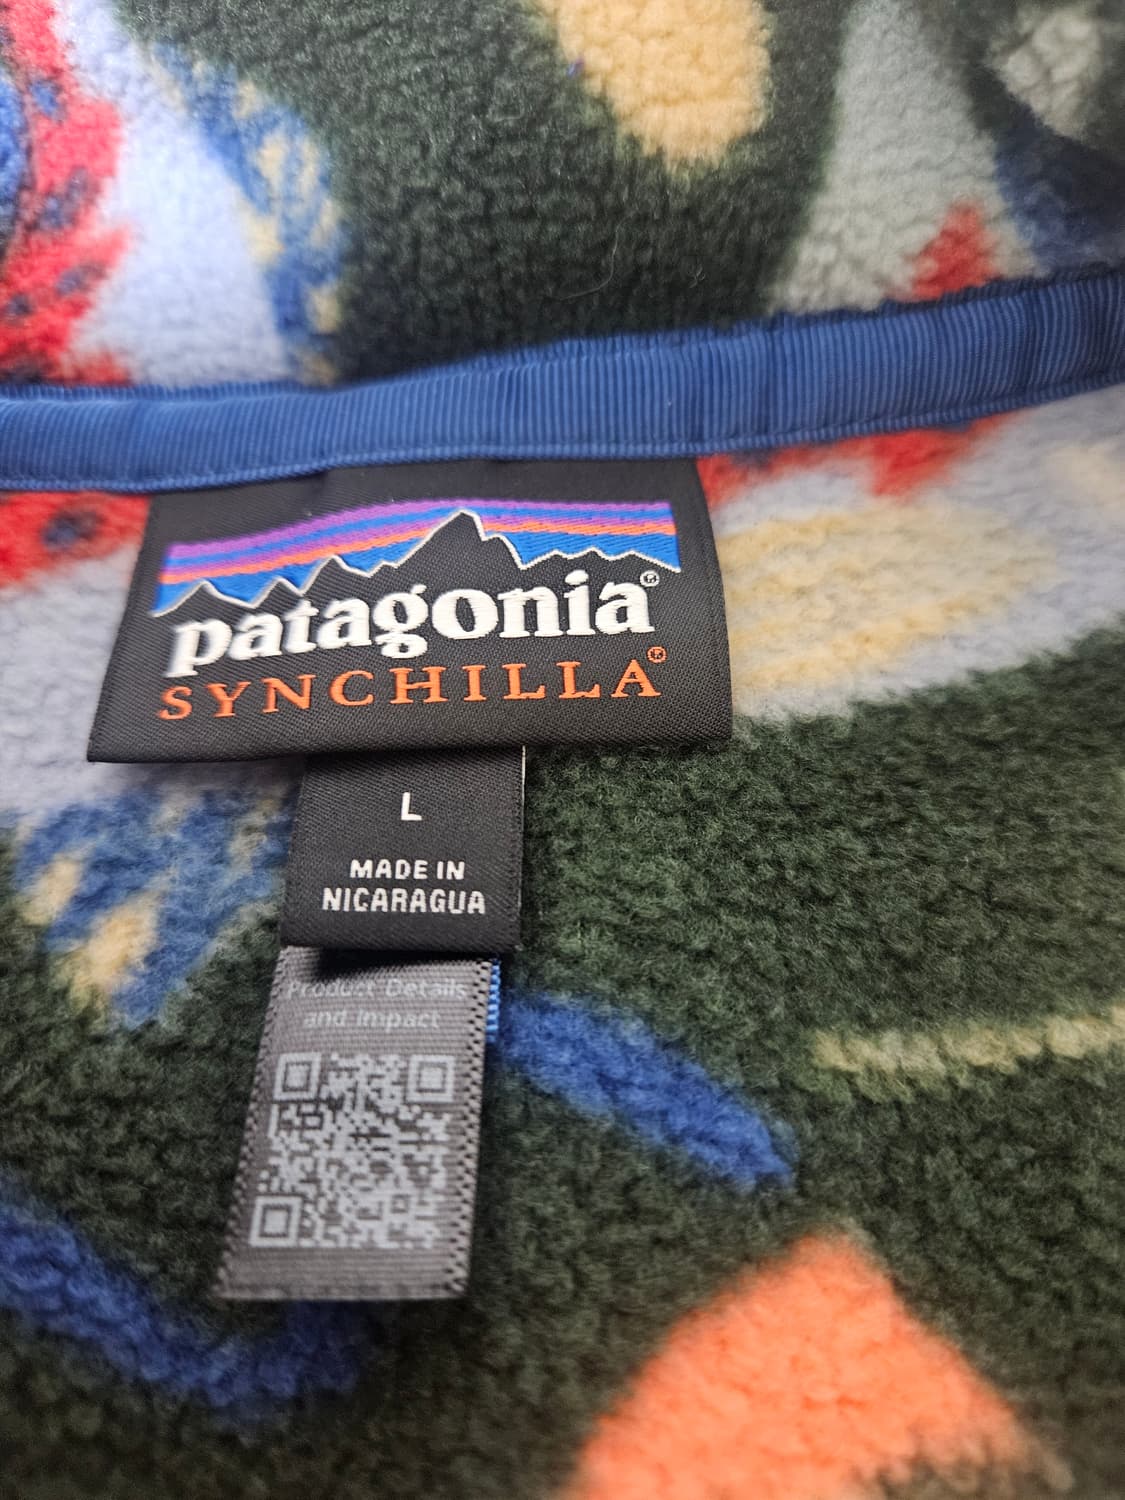 patagonia®
SYNCHILLA®
L
MADE IN
NICARAGUA
Product Details
and Impact